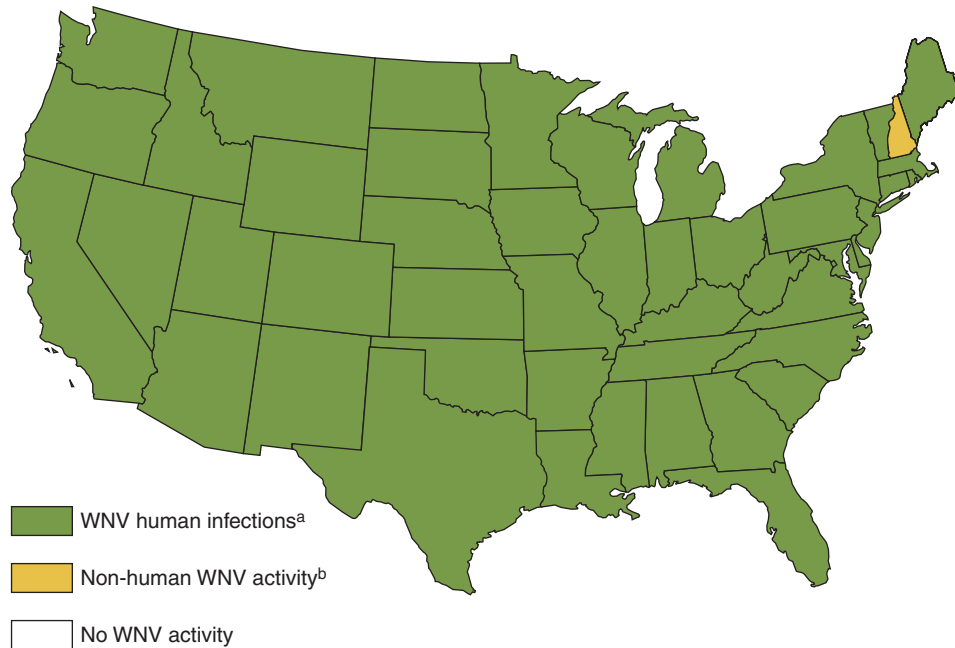 WNV human infectionsᵃ
Non-human WNV activityᵇ
No WNV activity